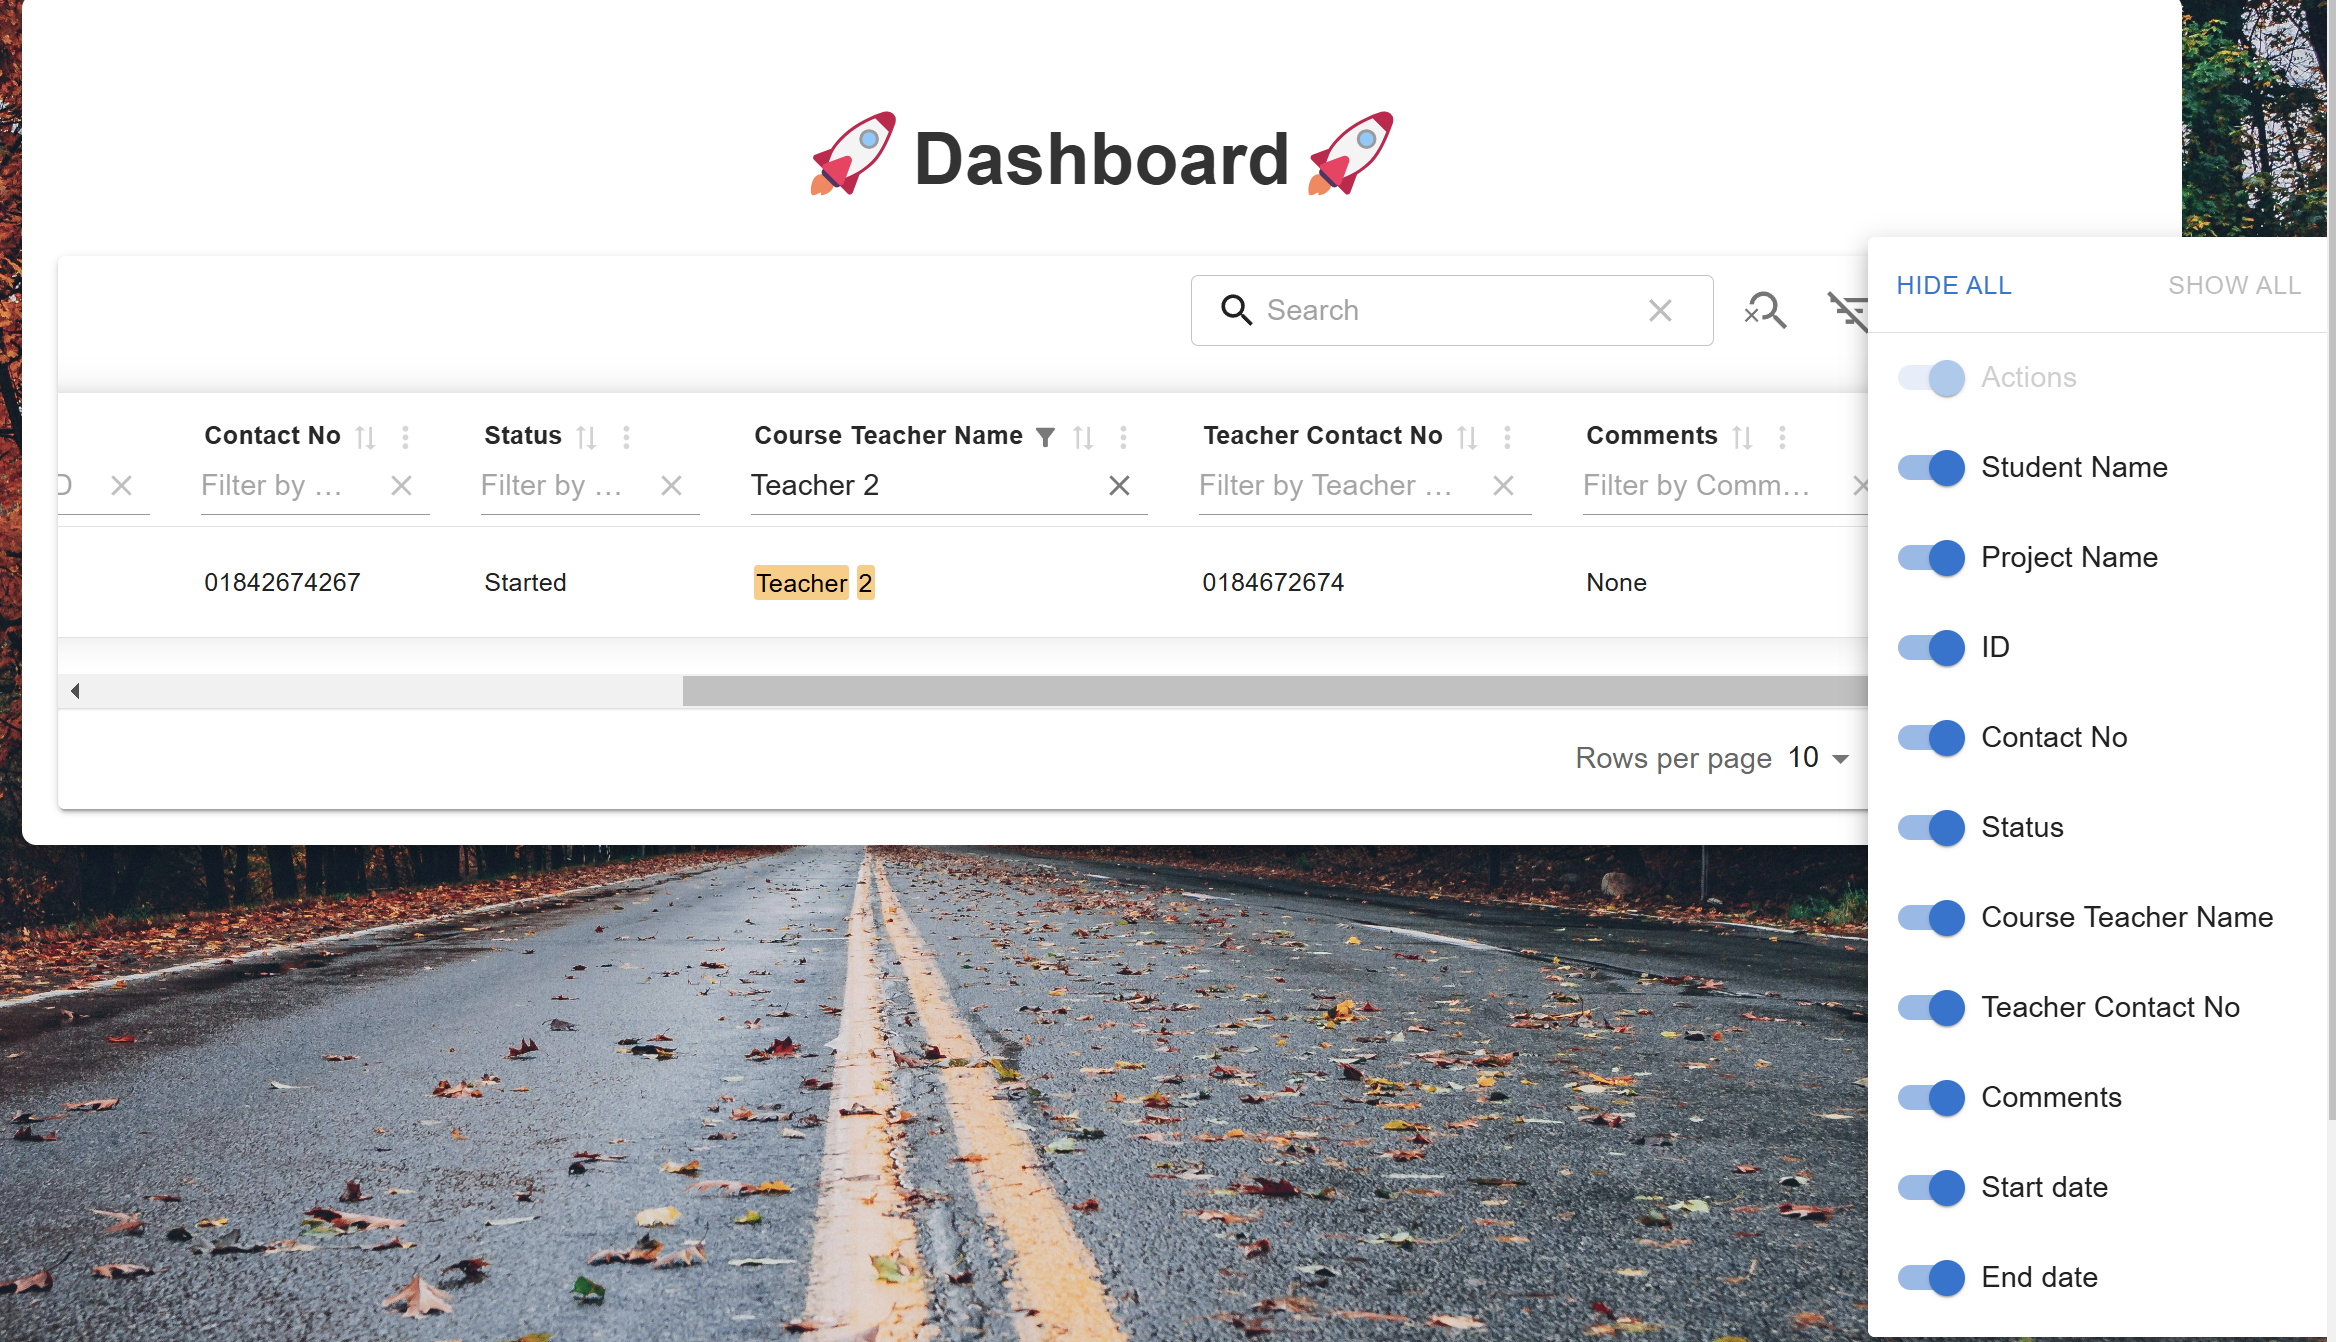 Dashboard
Search
HIDE ALL SHOW ALL
Actions
Student Name
Project Name
ID
Contact No
Status
Course Teacher Name
Teacher Contact No
Comments
Start date
End date
Contact No Status Course Teacher Name Teacher Contact No Comments
Filter by … Filter by … Teacher 2 Filter by Teacher … Filter by Comm…
01842674267 Started Teacher 2 0184672674 None
Rows per page 10